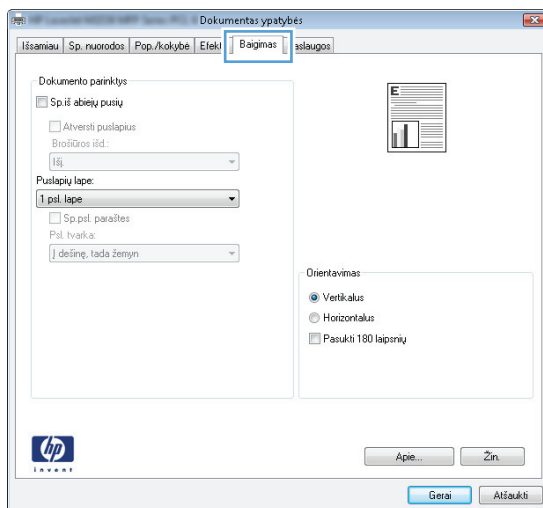 Dokumentas ypatybės
Išsamiau Sp. nuorodos Pop./kokybė Efekt Baigimas aslaugos
Dokumento parinktys
Sp.iš abiejų pusių
Atversti puslapius
Brošiūros išd.:
Išj.
Puslapių lape:
1 psl. lape
Sp.psl. paraštes
Psl. tvarka:
Į dešinę, tada žemyn
E
Orientavimas
Vertikalus
Horizontalus
Pasukti 180 laipsnių
hp
invent
Apie... Žin.
Gerai Atšaukti